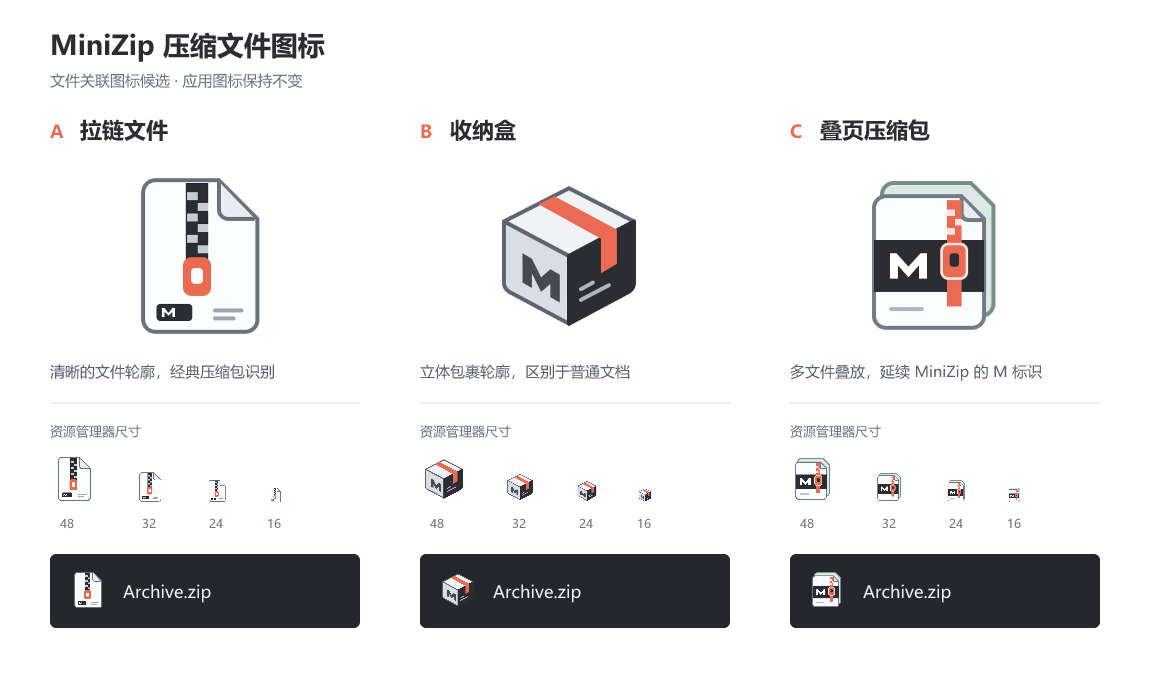 MiniZip 压缩文件图标
文件关联图标候选 · 应用图标保持不变
A 拉链文件
M
清晰的文件轮廓，经典压缩包识别
资源管理器尺寸
48 32 24 16
Archive.zip
B 收纳盒
M
立体包裹轮廓，区别于普通文档
资源管理器尺寸
48 32 24 16
M
Archive.zip
C 叠页压缩包
M
多文件叠放，延续 MiniZip 的 M 标识
资源管理器尺寸
48 32 24 16
M
Archive.zip